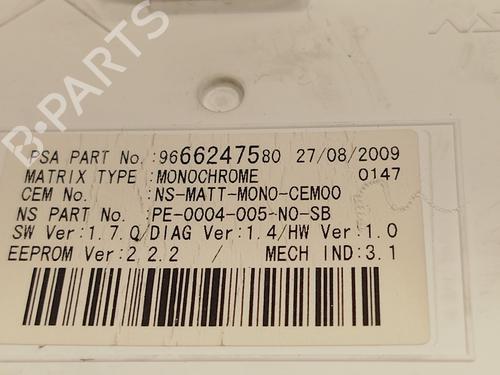 PSA PART No.:9666247580 27/08/2009
MATRIX TYPE :MONOCHROME 0147
CEM No. :NS-MATT-MONO-CEM00
NS PART No. :PE-0004-005-NO-SB
SW Ver:1.7.0/DIAG Ver:1.4/HW Ver:1.0
EEPROM Ver:2.2.2 / MECH IND:3.1
B-PARTS